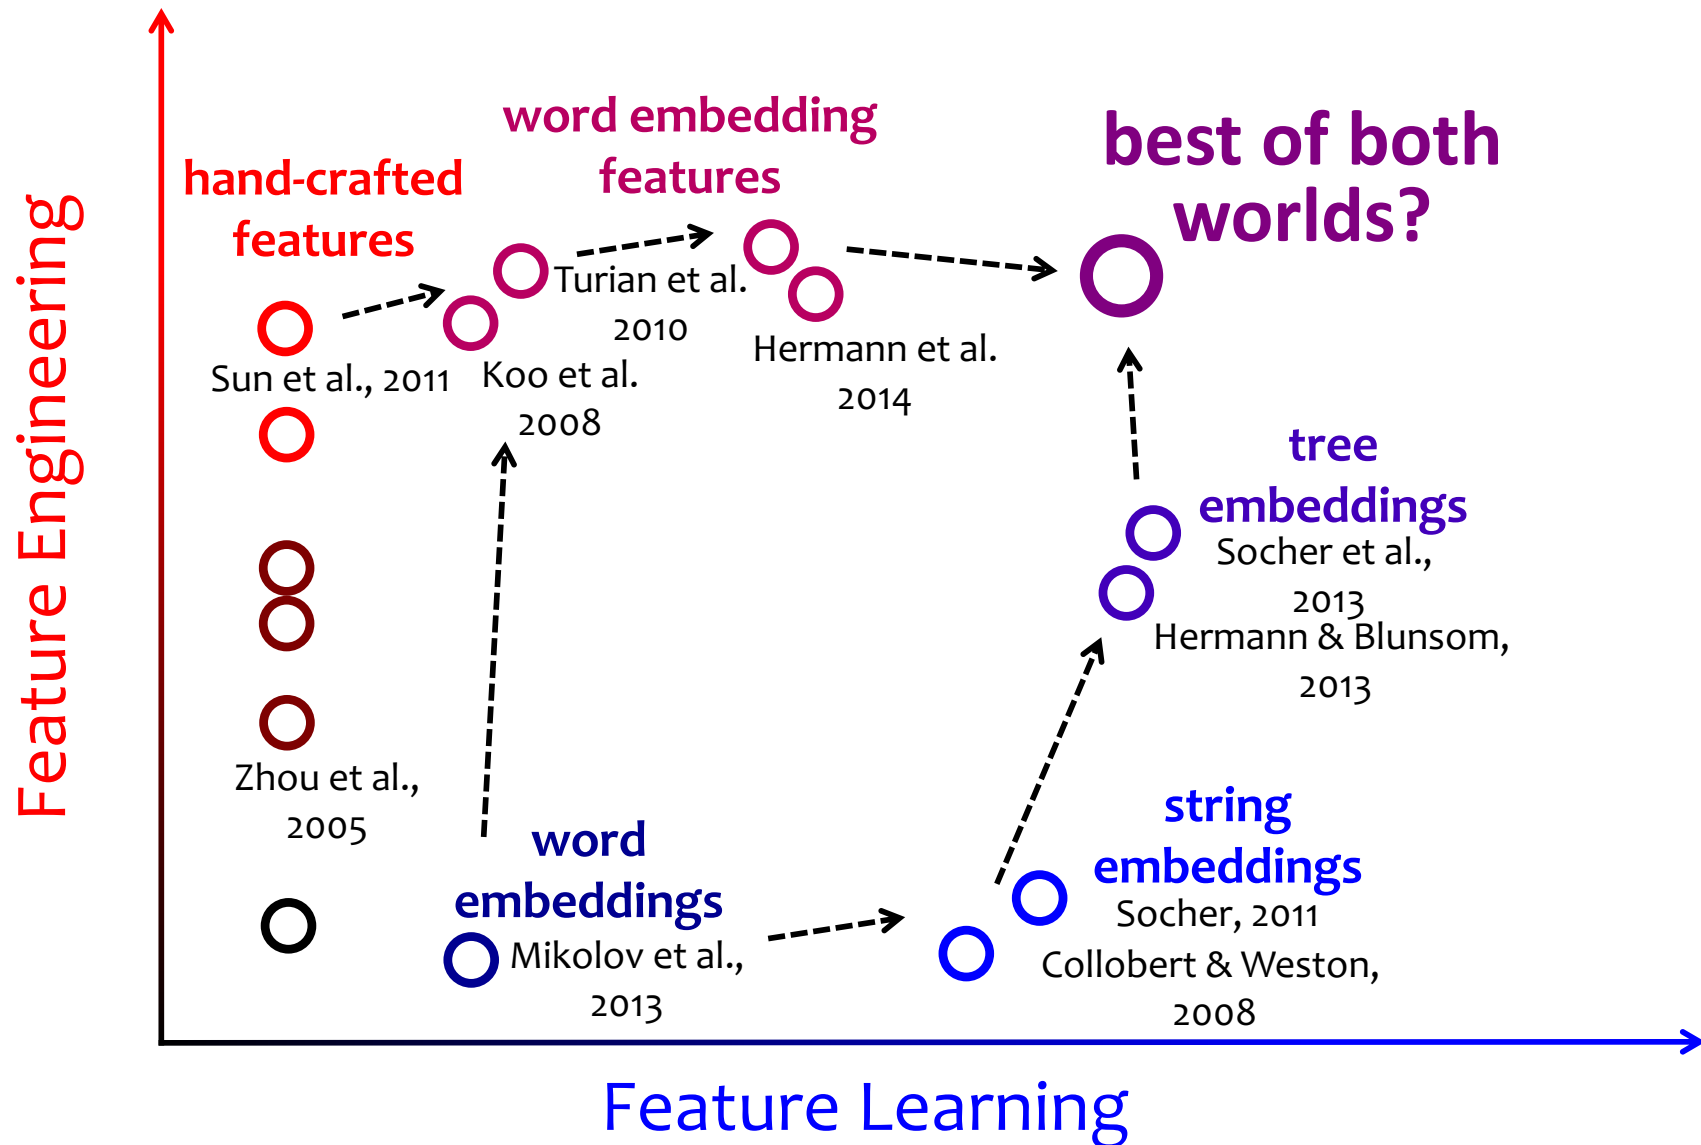 Feature Engineering
word embedding
features
hand-crafted
features
best of both
worlds?
Turian et al.
2010
Sun et al., 2011
Koo et al.
2008
Hermann et al.
2014
tree
embeddings
Socher et al.,
2013
Hermann & Blunsom,
2013
Zhou et al.,
2005
word
embeddings
Mikolov et al.,
2013
string
embeddings
Socher, 2011
Collobert & Weston,
2008
Feature Learning